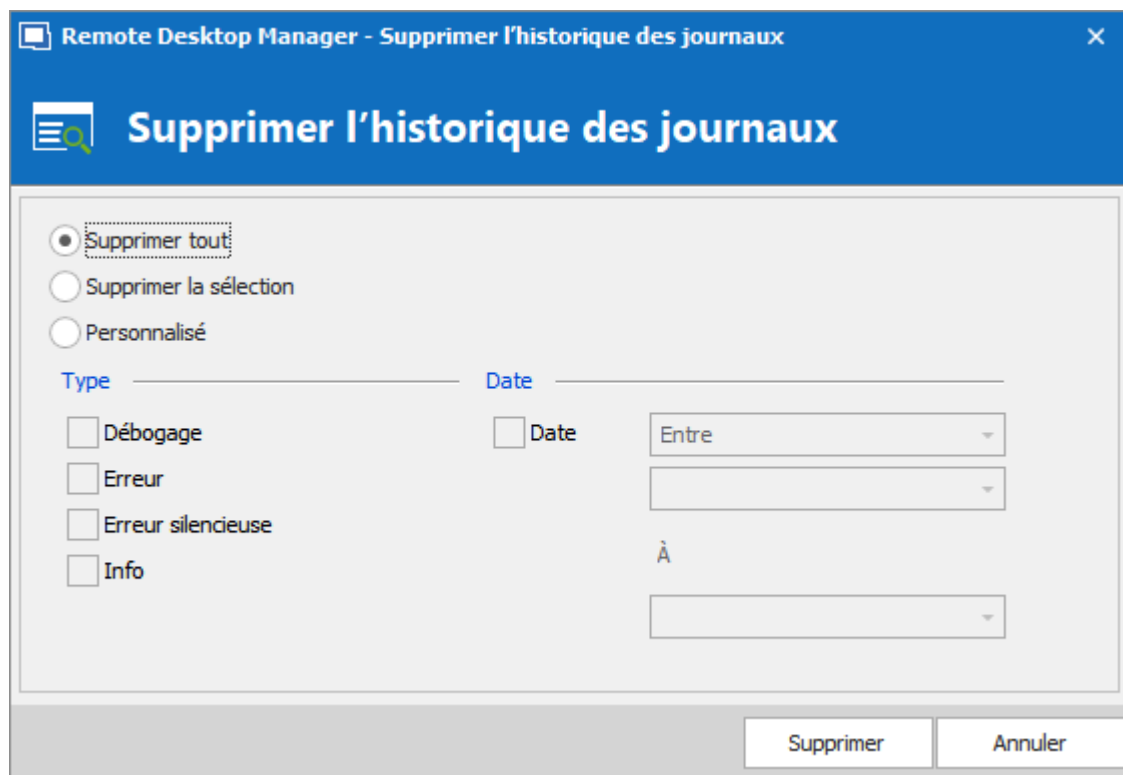 Remote Desktop Manager - Supprimer l'historique des journaux
Supprimer l'historique des journaux
Supprimer tout
Supprimer la sélection
Personnalisé
Type
Date
Débogage
Date
Entre
Erreur
Erreur silencieuse
À
Info
Supprimer
Annuler